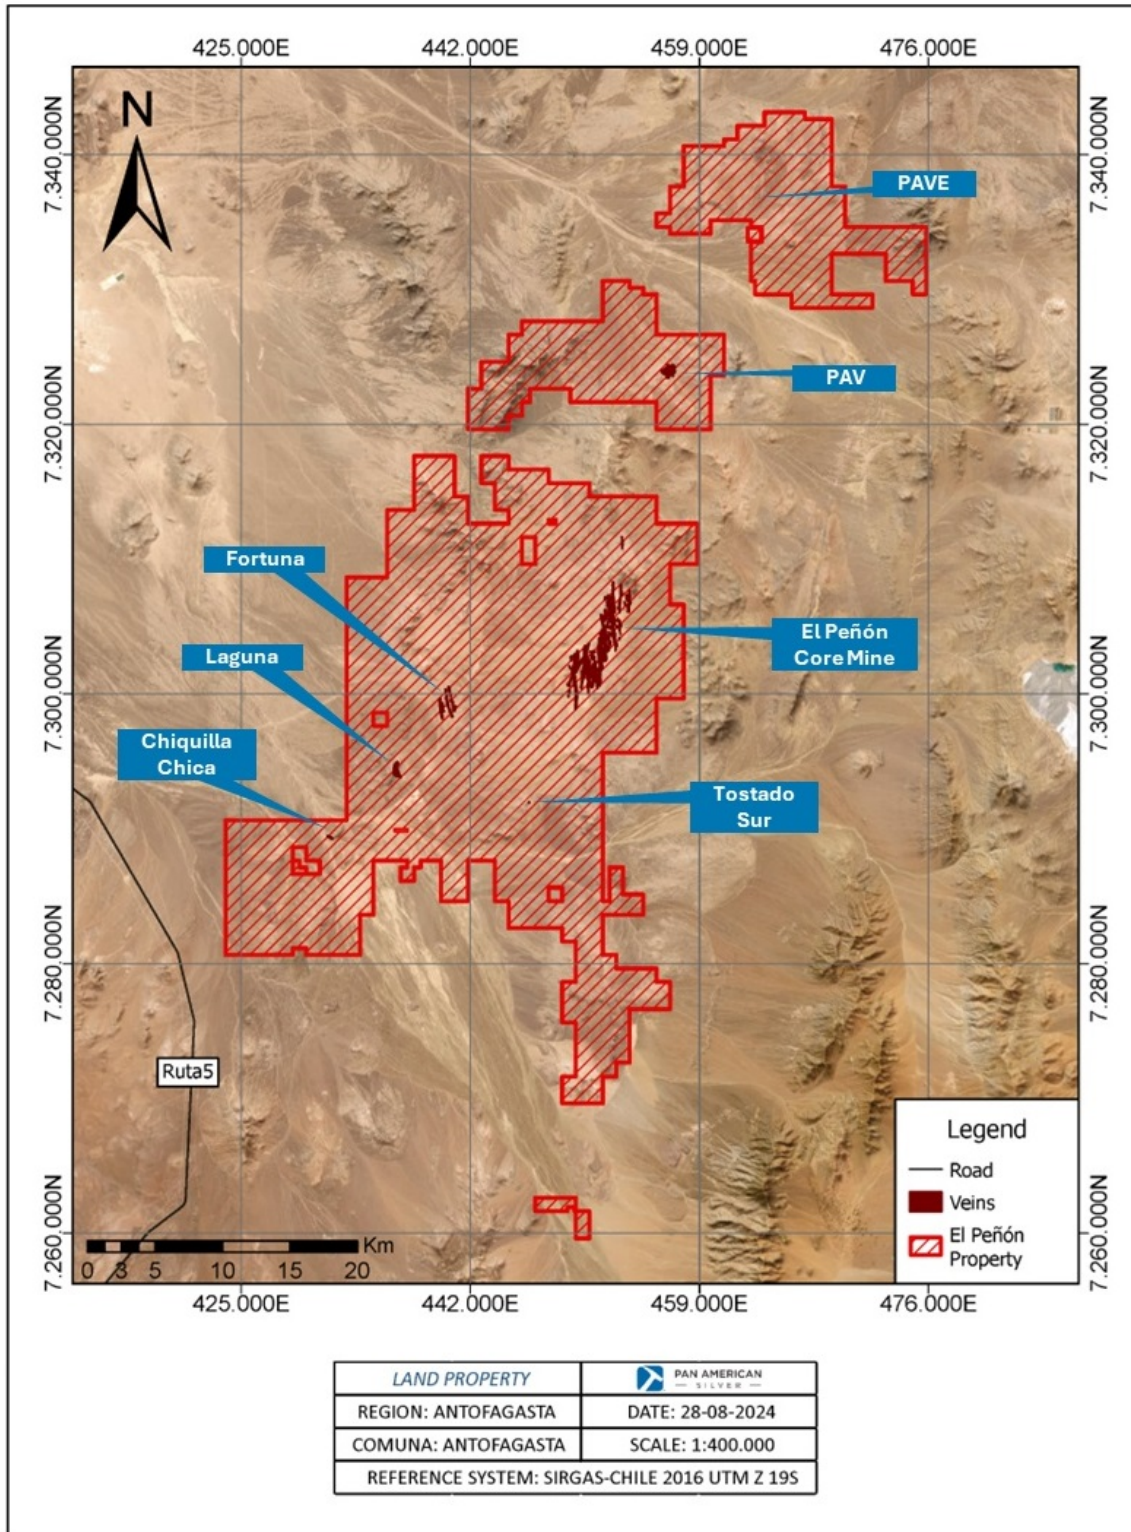 425.000E 442.000E 459.000E 476.000E
N
7.340.000N 7.340.000N
PAVE
PAV
7.320.000N 7.320.000N
Fortuna
El Peñón
Core Mine
Laguna
7.300.000N 7.300.000N
Chiquilla
Chica
Tostado
Sur
7.280.000N 7.280.000N
Ruta5
Legend
Road
Veins
El Peñón
Property
7.260.000N 7.260.000N
Km
0 3 5 10 15 20
425.000E 442.000E 459.000E 476.000E
LAND PROPERTY
PAN AMERICAN
SILVER
REGION: ANTOFAGASTA
DATE: 28-08-2024
COMUNA: ANTOFAGASTA
SCALE: 1:400.000
REFERENCE SYSTEM: SIRGAS-CHILE 2016 UTM Z 19S